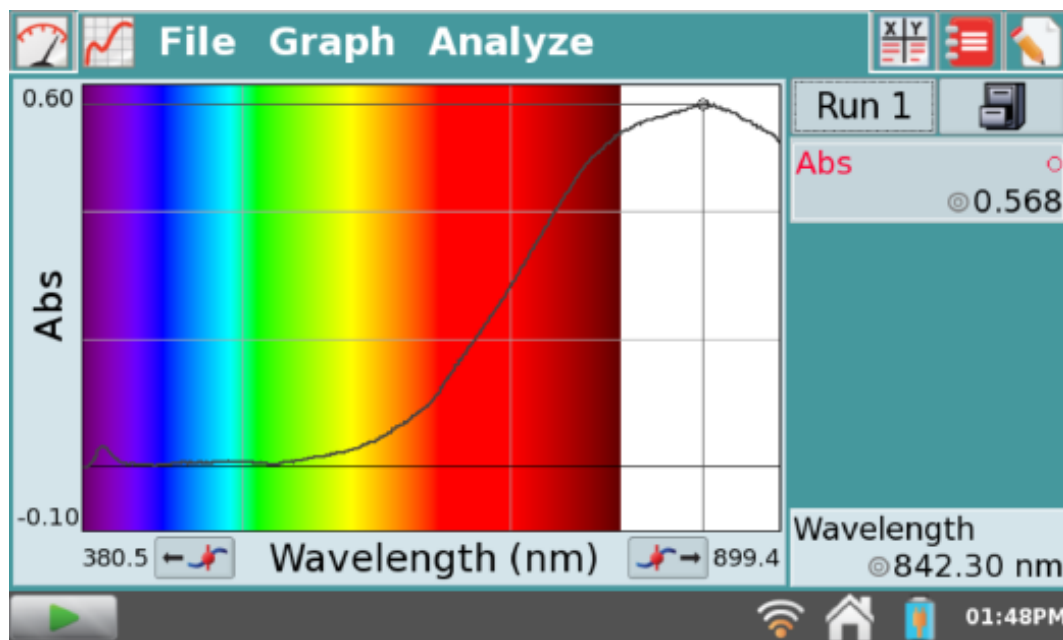 File Graph Analyze
X Y
0.60
Abs
-0.10
380.5 Wavelength (nm) 899.4
Run 1
Abs
0.568
Wavelength
842.30 nm
01:48PM